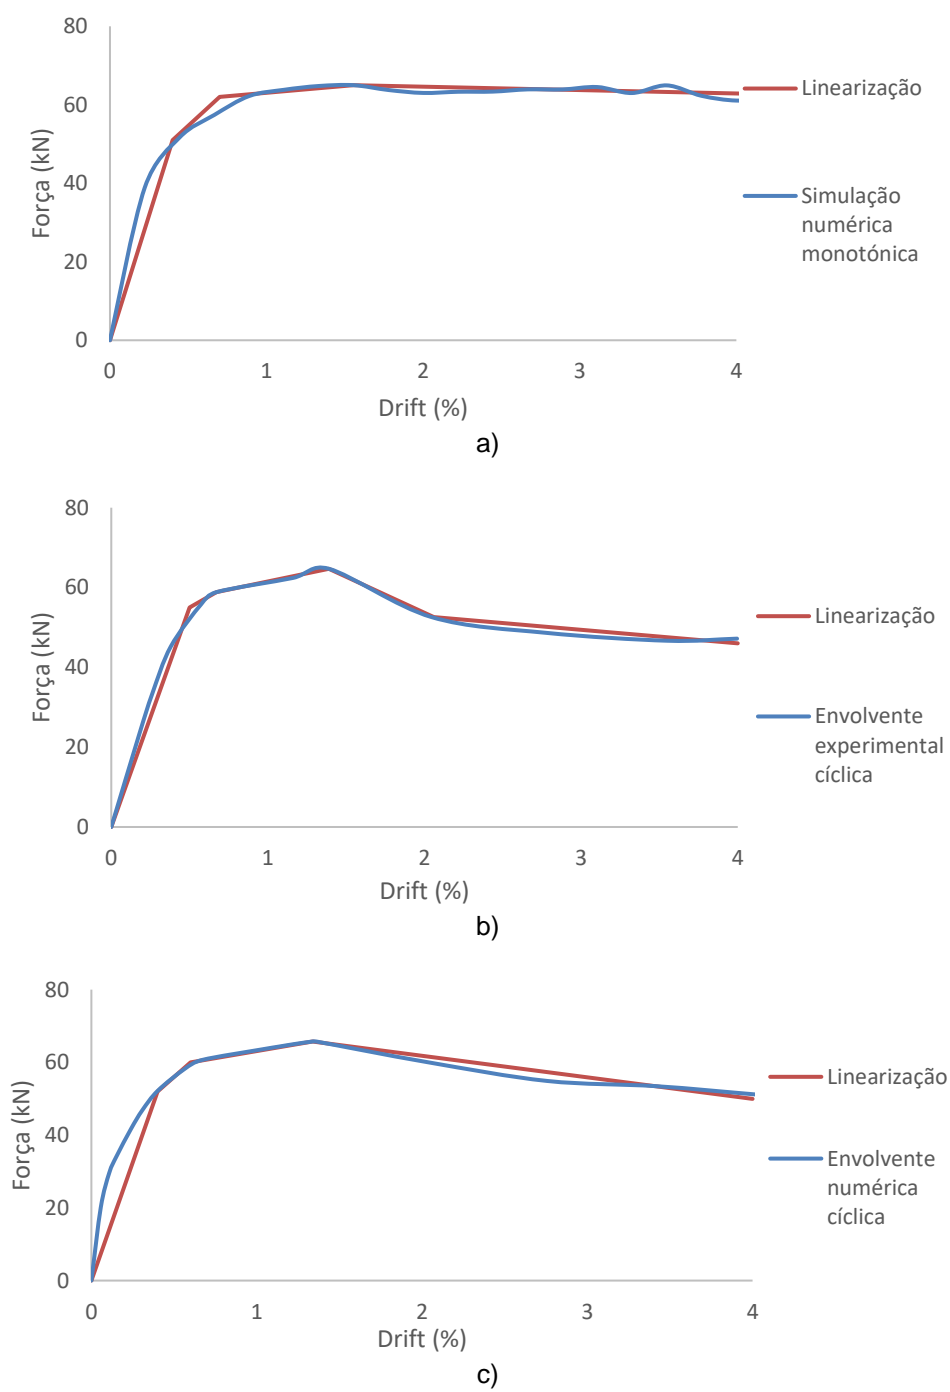 80
60
40
20
0
Força (kN)
0 1 2 3 4
Drift (%)
Linearização
Simulação
numérica
monotónica
a)
80
60
40
20
0
Força (kN)
0 1 2 3 4
Drift (%)
Linearização
Envolvente
experimental
cíclica
b)
80
60
40
20
0
Força (kN)
0 1 2 3 4
Drift (%)
Linearização
Envolvente
numérica
cíclica
c)